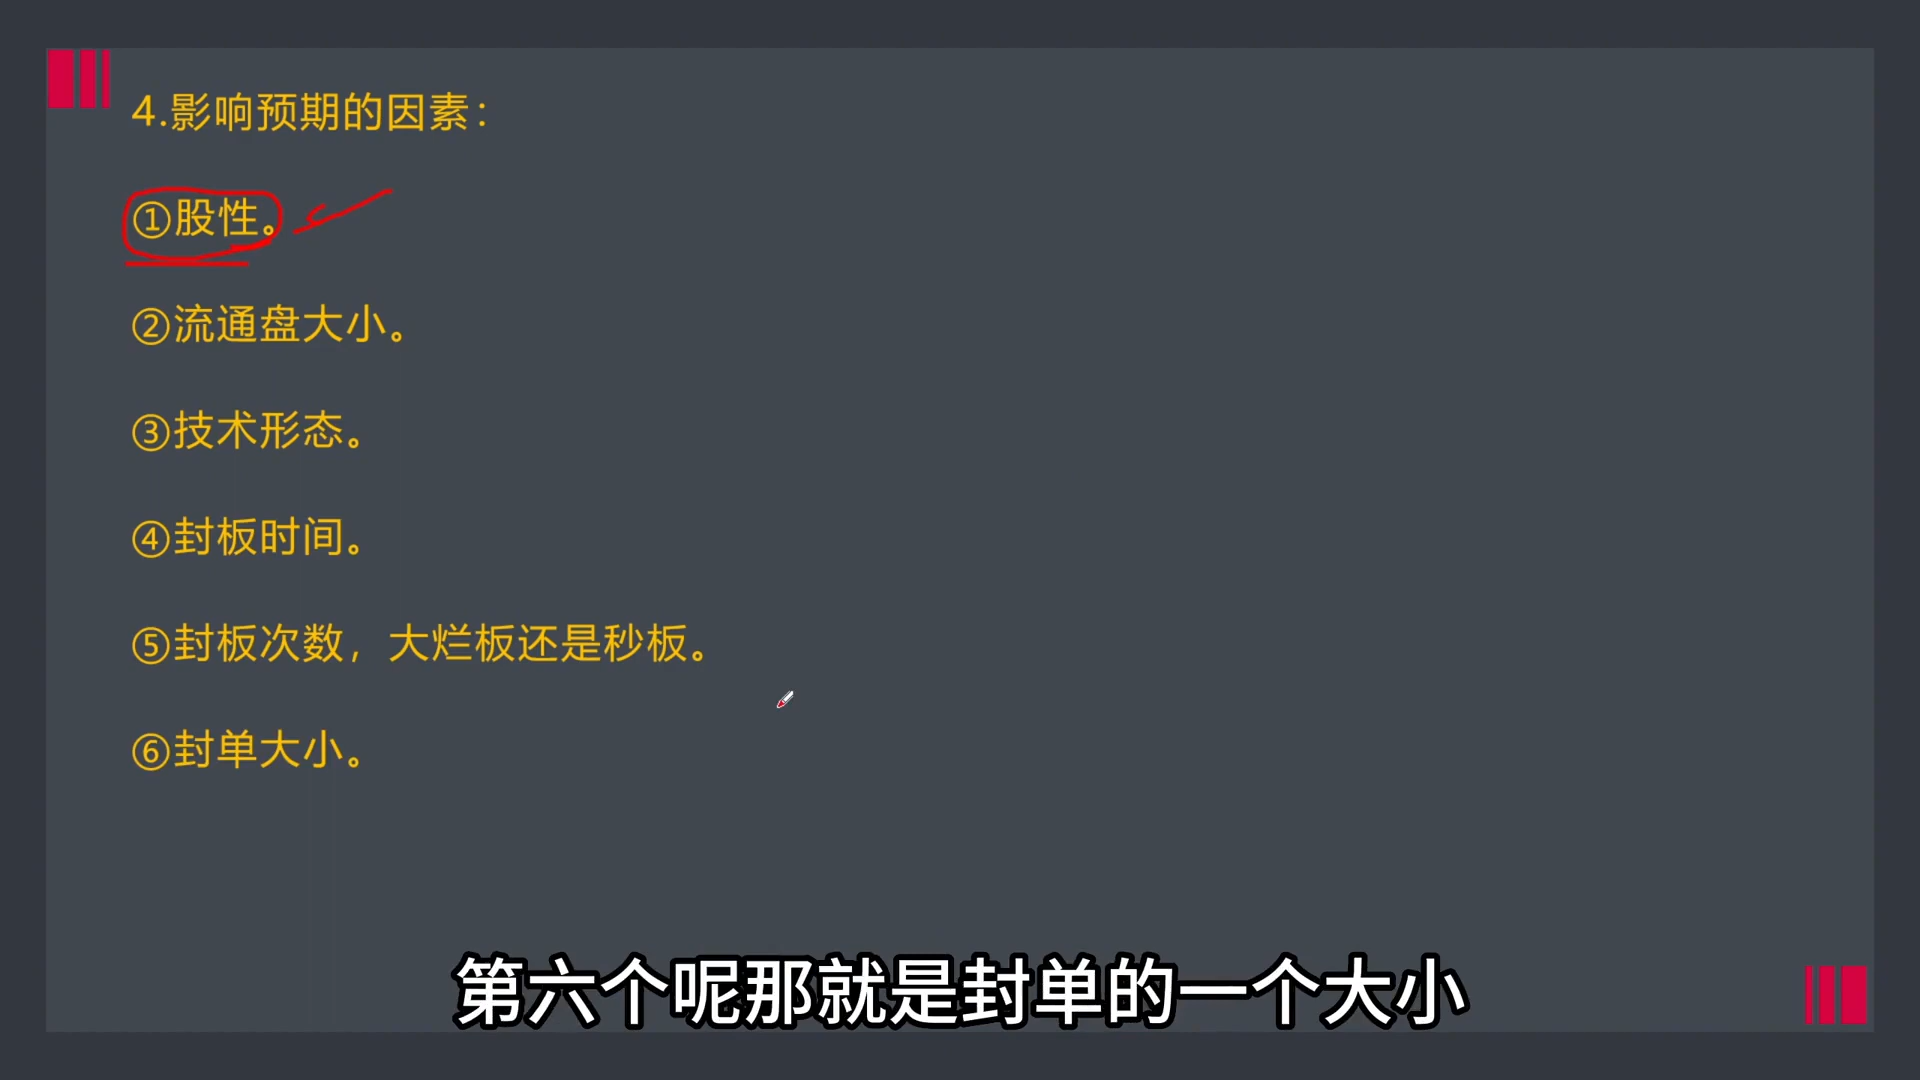 4.影响预期的因素：
①股性。
②流通盘大小。
③技术形态。
④封板时间。
⑤封板次数，大烂板还是秒板。
⑥封单大小。
第六个呢那就是封单的一个大小